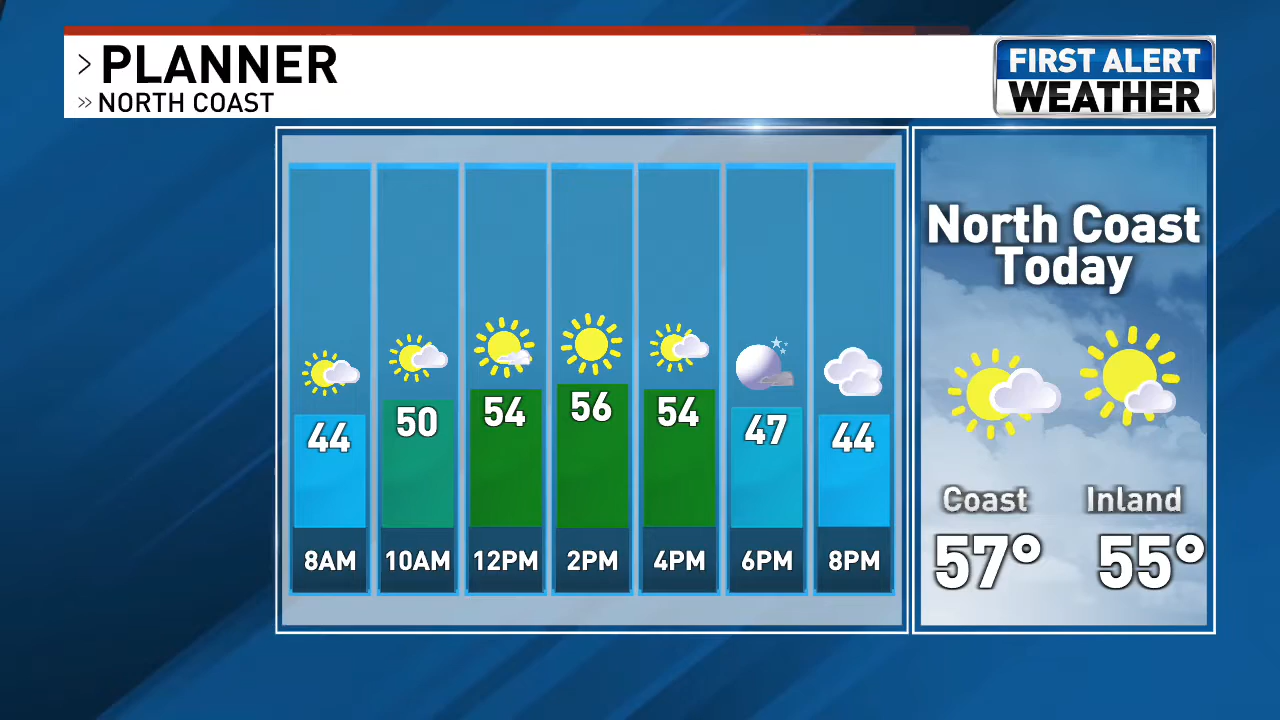 > PLANNER
» NORTH COAST
FIRST ALERT
WEATHER
44 50 54 56 54 47 44
8AM 10AM 12PM 2PM 4PM 6PM 8PM
North Coast
Today
Coast Inland
57° 55°